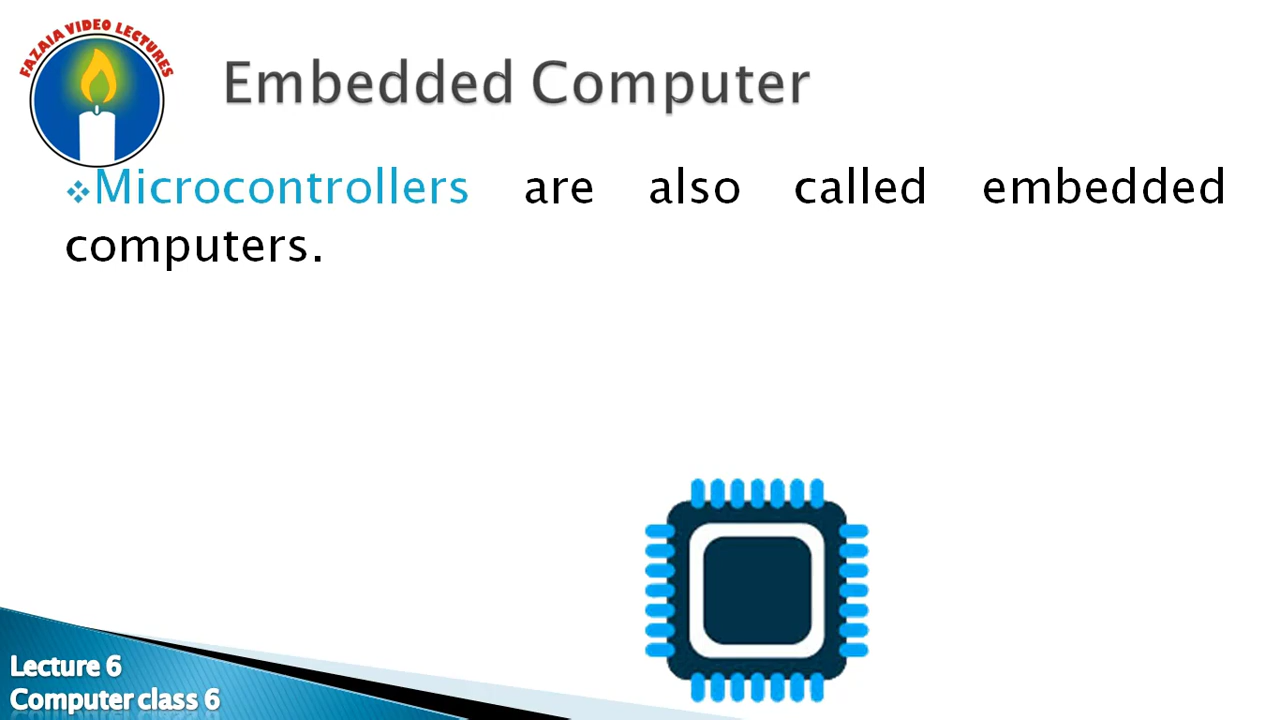 FAZAIA VIDEO LECTURES
Embedded Computer
❖Microcontrollers are also called embedded
computers.
Lecture 6
Computer class 6